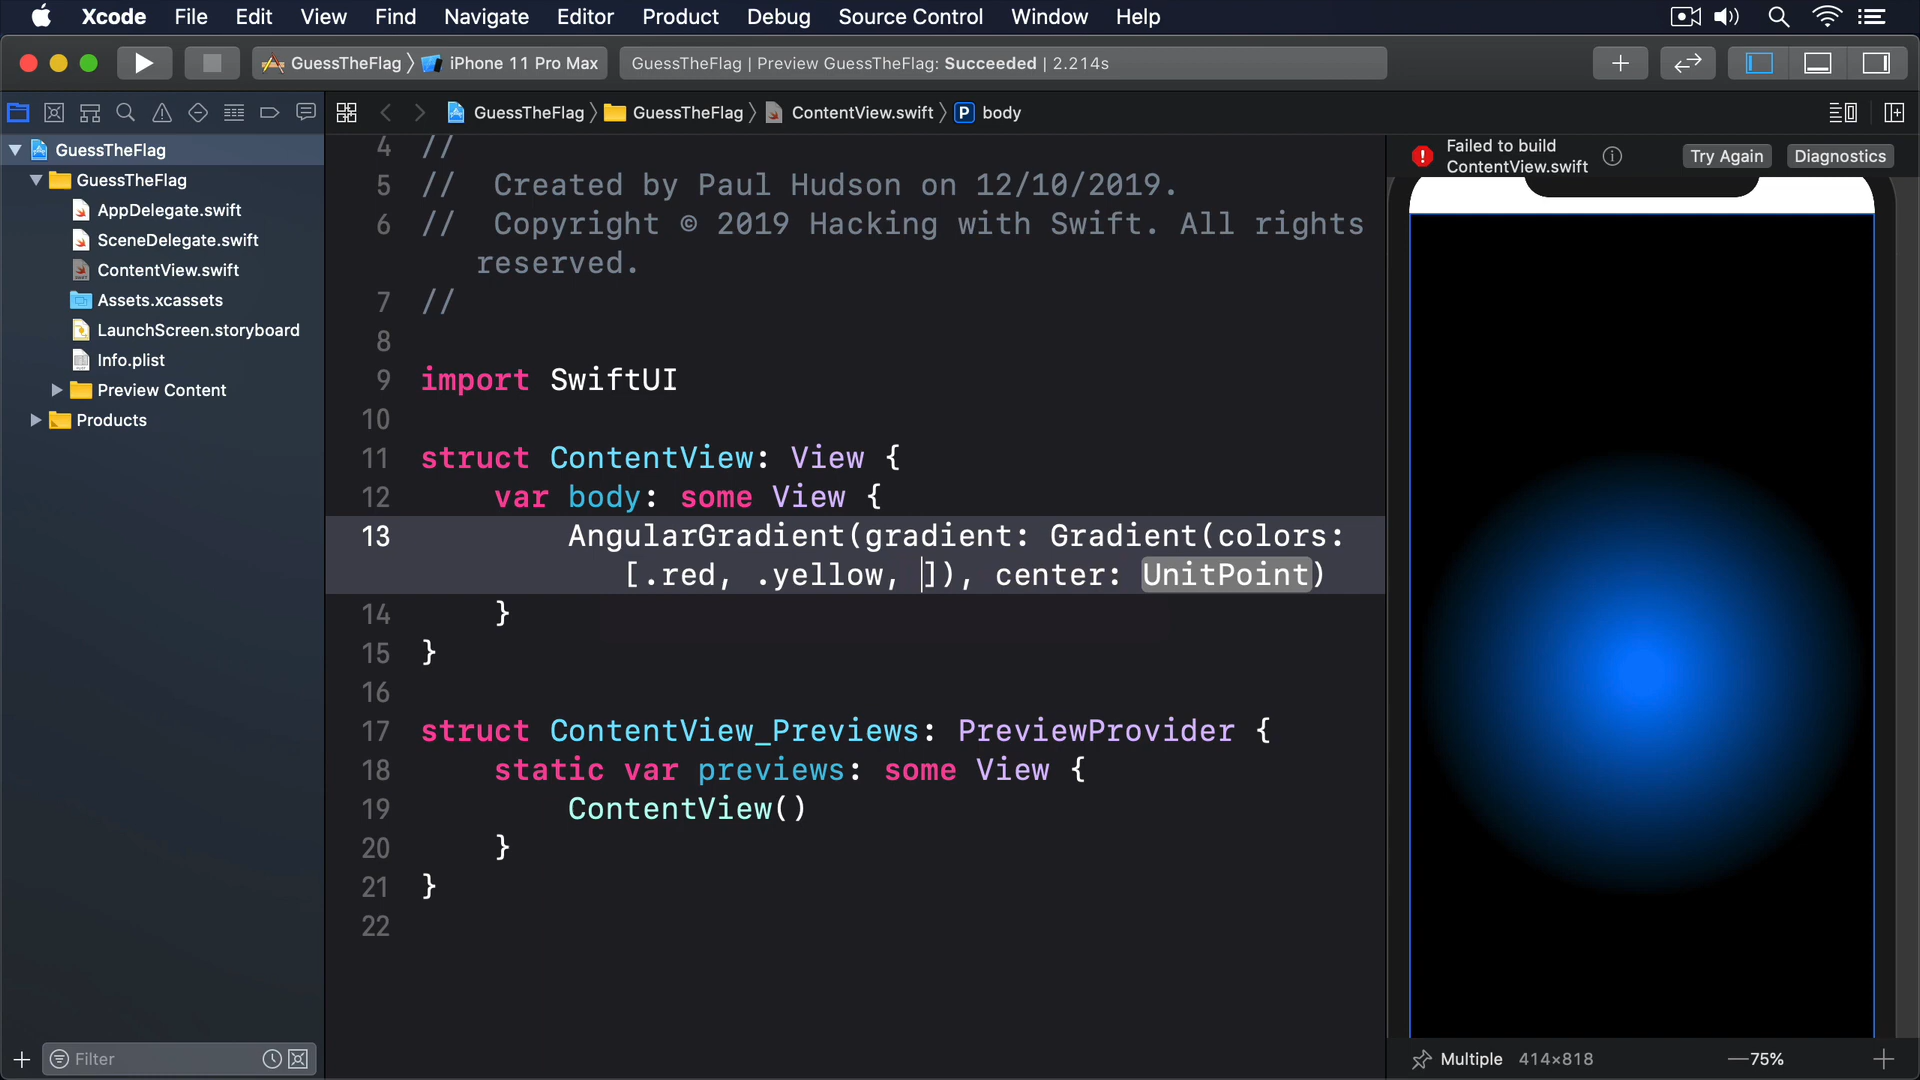 Xcode File Edit View Find Navigate Editor Product Debug Source Control Window Help
GuessTheFlag iPhone 11 Pro Max
GuessTheFlag | Preview GuessTheFlag: Succeeded | 2.214s
GuessTheFlag GuessTheFlag ContentView.swift P body
GuessTheFlag
GuessTheFlag
AppDelegate.swift
SceneDelegate.swift
ContentView.swift
Assets.xcassets
LaunchScreen.storyboard
Info.plist
Preview Content
Products
Filter
4 //
5 // Created by Paul Hudson on 12/10/2019.
6 // Copyright © 2019 Hacking with Swift. All rights
reserved.
7 //
8
9 import SwiftUI
10
11 struct ContentView: View {
12 var body: some View {
13 AngularGradient(gradient: Gradient(colors:
[.red, .yellow, ]), center: UnitPoint)
14 }
15 }
16
17 struct ContentView_Previews: PreviewProvider {
18 static var previews: some View {
19 ContentView()
20 }
21 }
22
Failed to build
ContentView.swift
Try Again Diagnostics
Multiple 414×818 75%